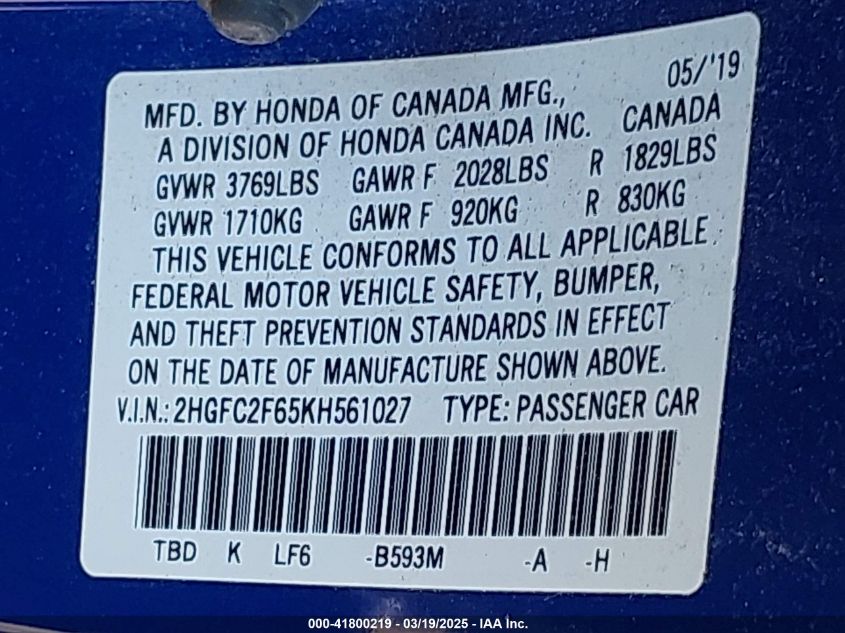 05/'19
MFD. BY HONDA OF CANADA MFG.,
A DIVISION OF HONDA CANADA INC. CANADA
GVWR 3769LBS GAWR F 2028LBS R 1829LBS
GVWR 1710KG GAWR F 920KG R 830KG
THIS VEHICLE CONFORMS TO ALL APPLICABLE
FEDERAL MOTOR VEHICLE SAFETY, BUMPER,
AND THEFT PREVENTION STANDARDS IN EFFECT
ON THE DATE OF MANUFACTURE SHOWN ABOVE.
V.I.N.: 2HGFC2F65KH561027 TYPE: PASSENGER CAR
TBD K LF6 -B593M -A -H
000-41800219 - 03/19/2025 - IAA Inc.